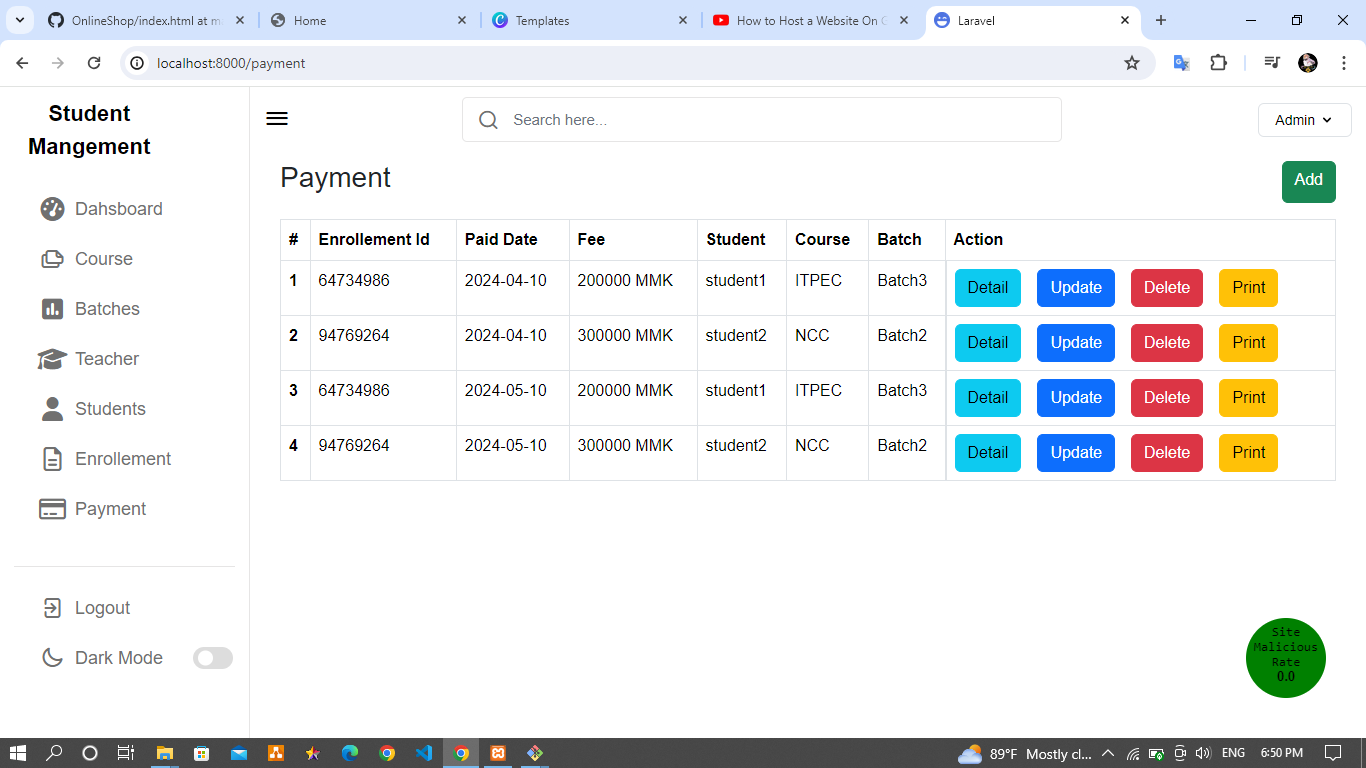 OnlineShop/index.html at ma
Home
Templates
How to Host a Website On C
Laravel
localhost:8000/payment
Student
Mangement
Search here...
Admin
Dahsboard
Course
Batches
Teacher
Students
Enrollement
Payment
Logout
Dark Mode
Payment
Add
# Enrollement Id Paid Date Fee Student Course Batch Action
1 64734986 2024-04-10 200000 MMK student1 ITPEC Batch3 Detail Update Delete Print
2 94769264 2024-04-10 300000 MMK student2 NCC Batch2 Detail Update Delete Print
3 64734986 2024-05-10 200000 MMK student1 ITPEC Batch3 Detail Update Delete Print
4 94769264 2024-05-10 300000 MMK student2 NCC Batch2 Detail Update Delete Print
Site
Malicious
Rate
0.0
89°F Mostly cl... ENG 6:50 PM